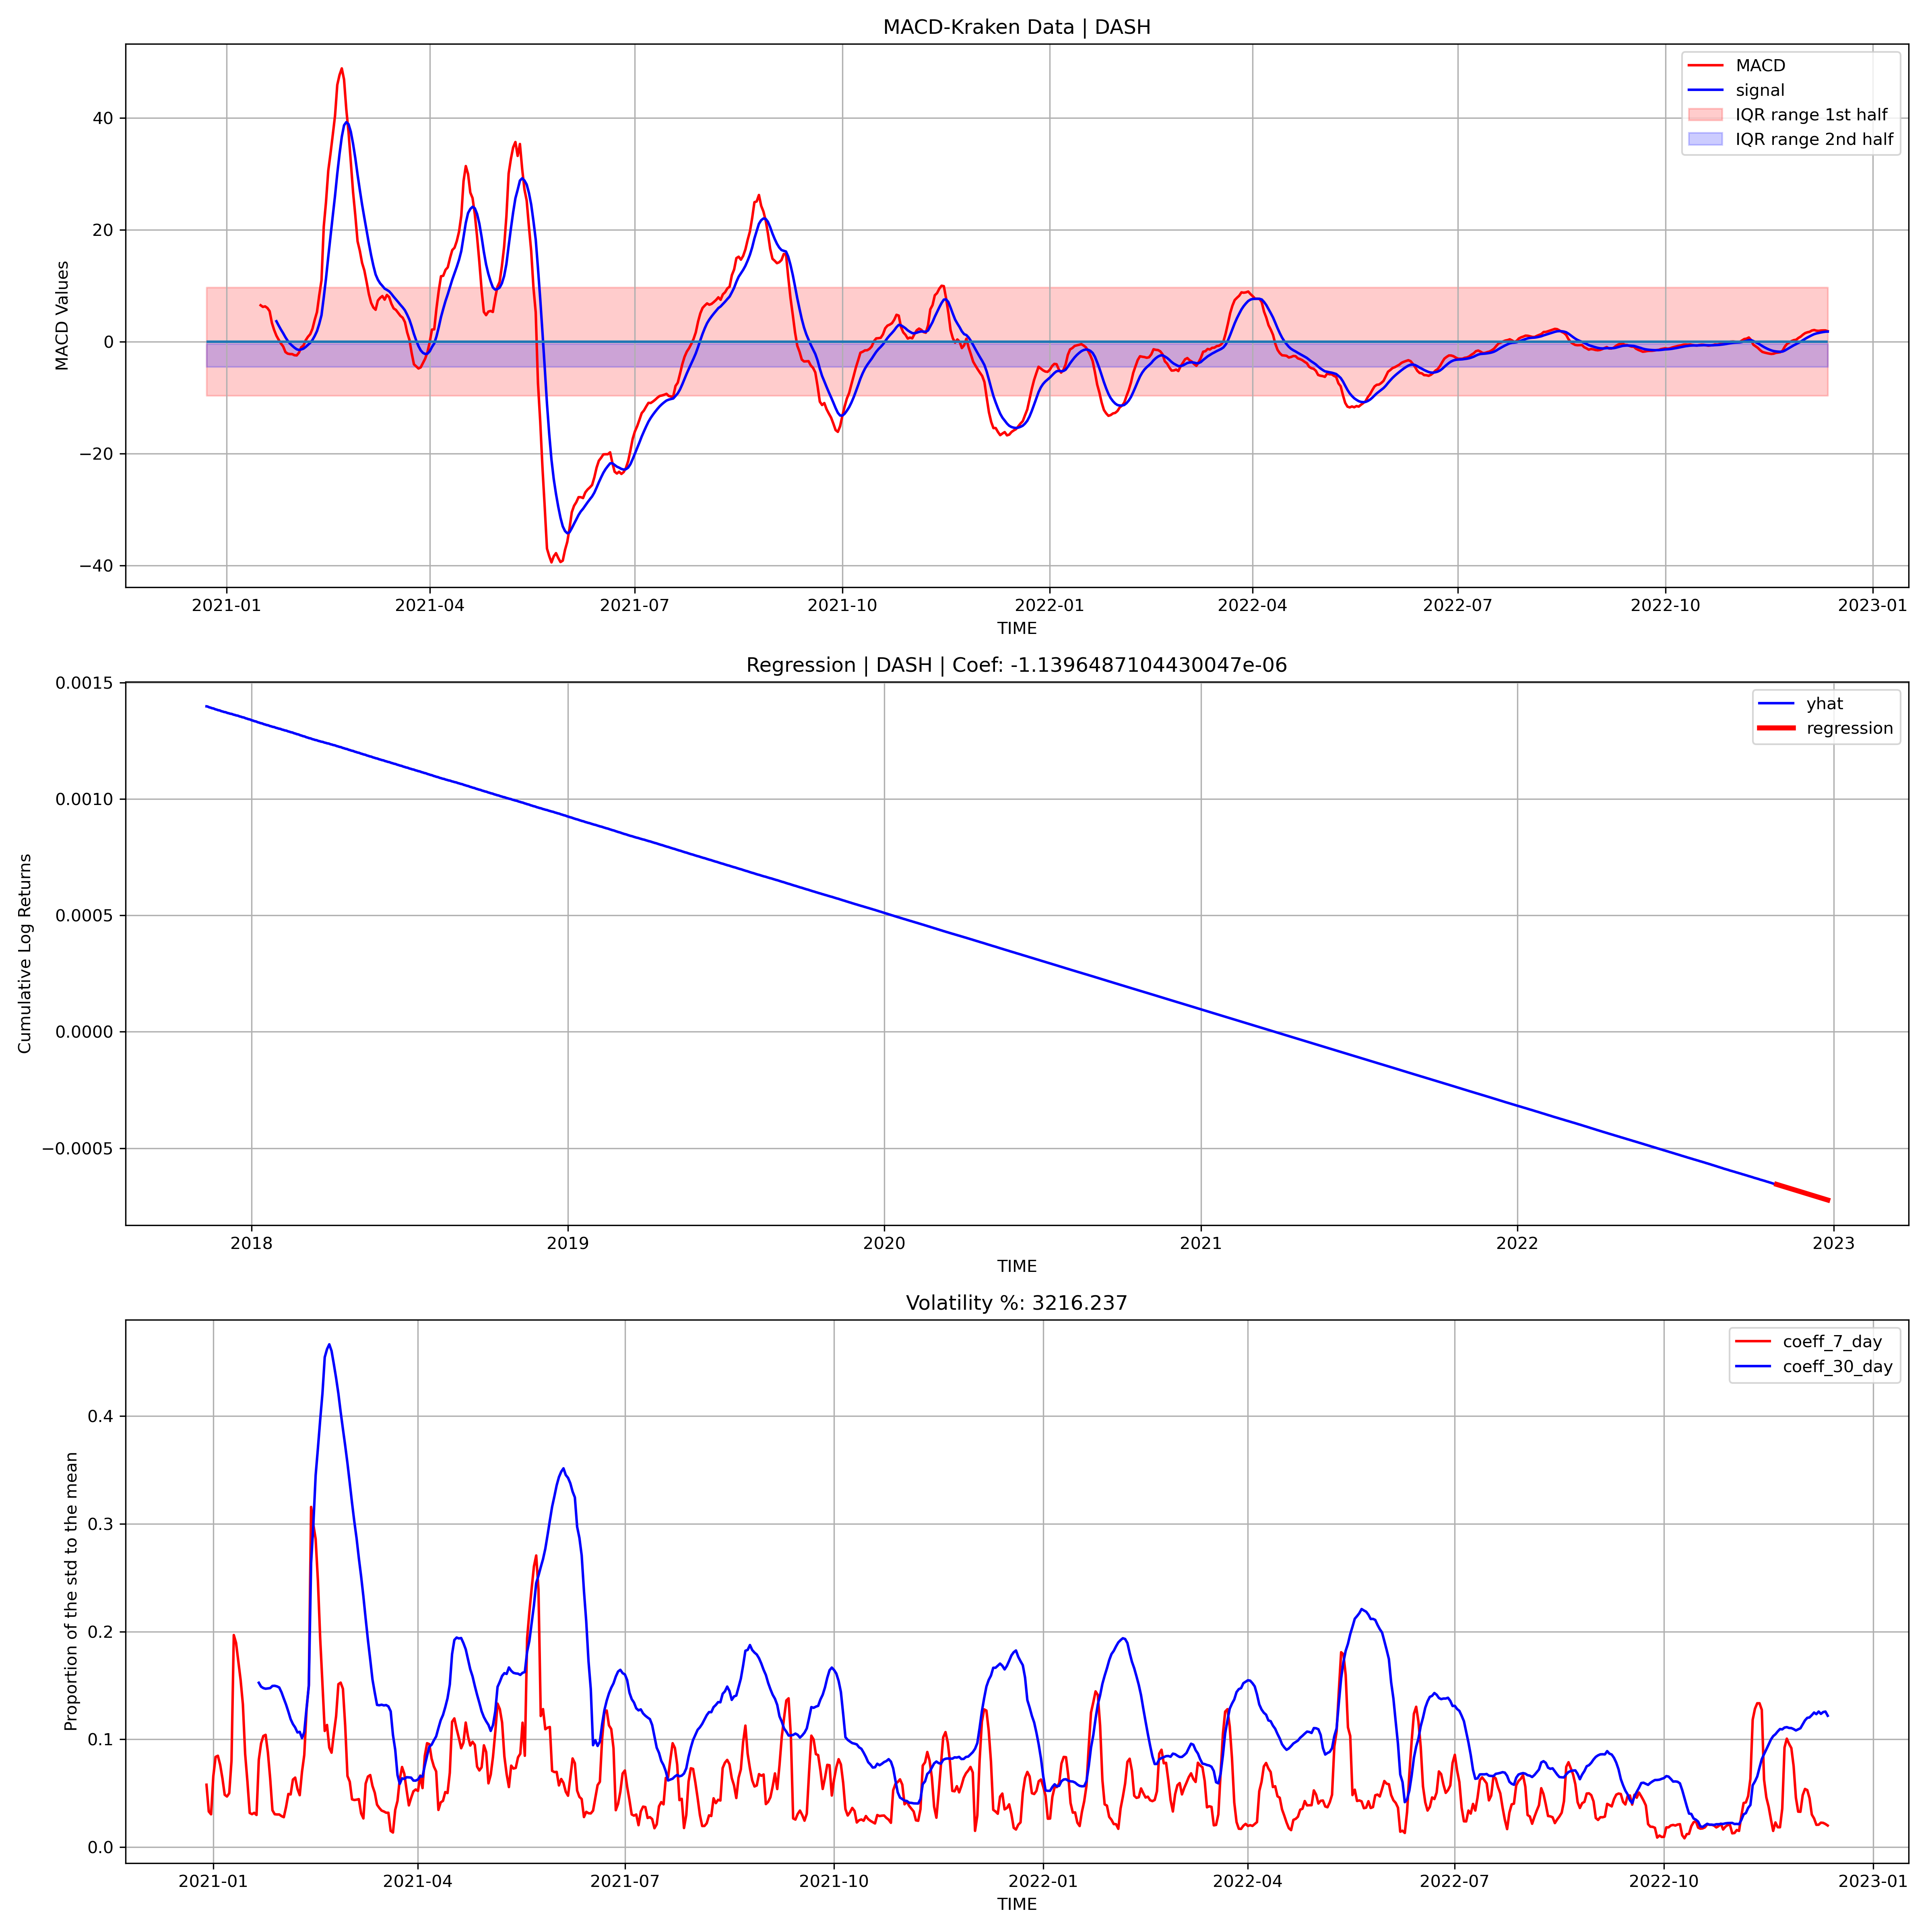 MACD-Kraken Data | DASH
MACD
signal
IQR range 1st half
IQR range 2nd half
MACD Values
40
20
0
−20
−40
2021-01 2021-04 2021-07 2021-10 2022-01 2022-04 2022-07 2022-10 2023-01
TIME
Regression | DASH | Coef: -1.1396487104430047e-06
yhat
regression
Cumulative Log Returns
0.0015
0.0010
0.0005
0.0000
−0.0005
2018 2019 2020 2021 2022 2023
TIME
Volatility %: 3216.237
coeff_7_day
coeff_30_day
Proportion of the std to the mean
0.4
0.3
0.2
0.1
0.0
2021-01 2021-04 2021-07 2021-10 2022-01 2022-04 2022-07 2022-10 2023-01
TIME